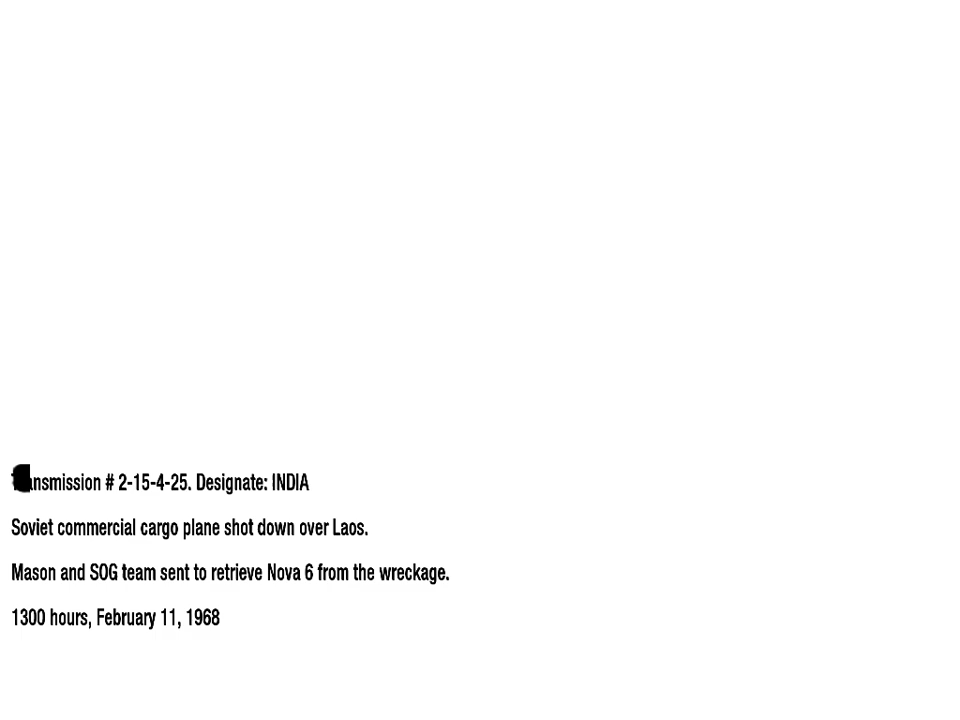 Transmission # 2-15-4-25. Designate: INDIA
Soviet commercial cargo plane shot down over Laos.
Mason and SOG team sent to retrieve Nova 6 from the wreckage.
1300 hours, February 11, 1968